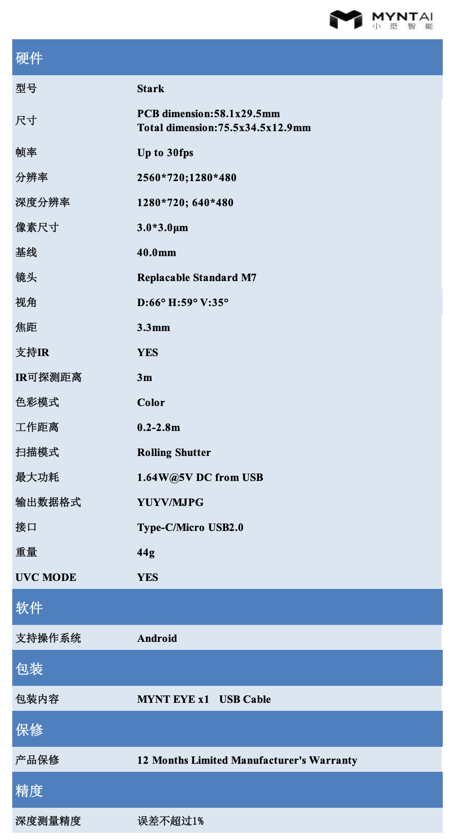 MYNTAI
小觅智能
硬件
型号 Stark
尺寸 PCB dimension:58.1x29.5mm
Total dimension:75.5x34.5x12.9mm
帧率 Up to 30fps
分辨率 2560*720;1280*480
深度分辨率 1280*720; 640*480
像素尺寸 3.0*3.0μm
基线 40.0mm
镜头 Replacable Standard M7
视角 D:66° H:59° V:35°
焦距 3.3mm
支持IR YES
IR可探测距离 3m
色彩模式 Color
工作距离 0.2-2.8m
扫描模式 Rolling Shutter
最大功耗 1.64W@5V DC from USB
输出数据格式 YUYV/MJPG
接口 Type-C/Micro USB2.0
重量 44g
UVC MODE YES
软件
支持操作系统 Android
包装
包装内容 MYNT EYE x1 USB Cable
保修
产品保修 12 Months Limited Manufacturer's Warranty
精度
深度测量精度 误差不超过1%